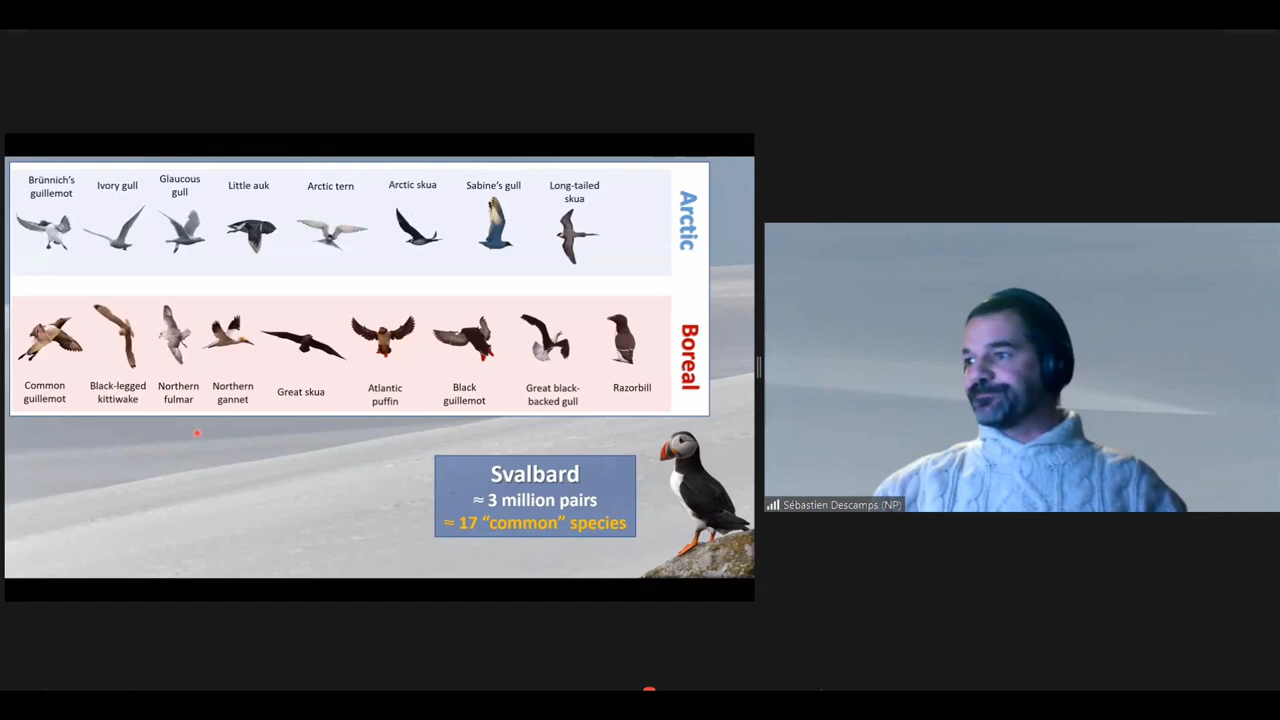 Brünnich's
guillemot
Ivory gull
Glaucous
gull
Little auk
Arctic tern
Arctic skua
Sabine's gull
Long-tailed
skua
Arctic
Common
guillemot
Black-legged
kittiwake
Northern
fulmar
Northern
gannet
Great skua
Atlantic
puffin
Black
guillemot
Great black-
backed gull
Razorbill
Boreal
Svalbard
≈ 3 million pairs
≈ 17 “common” species
Sébastien Descamps (NP)